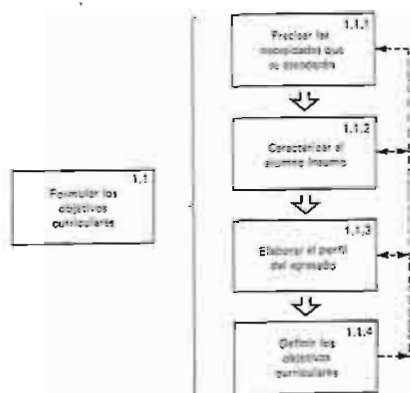 1.1
Formular los
objetivos
curriculares
1.1.1
Precisar las
necesidades que
se atenderán
1.1.2
Caracterizar al
alumno insumo
1.1.3
Elaborar el perfil
del egresado
1.1.4
Definir los
objetivos
curriculares